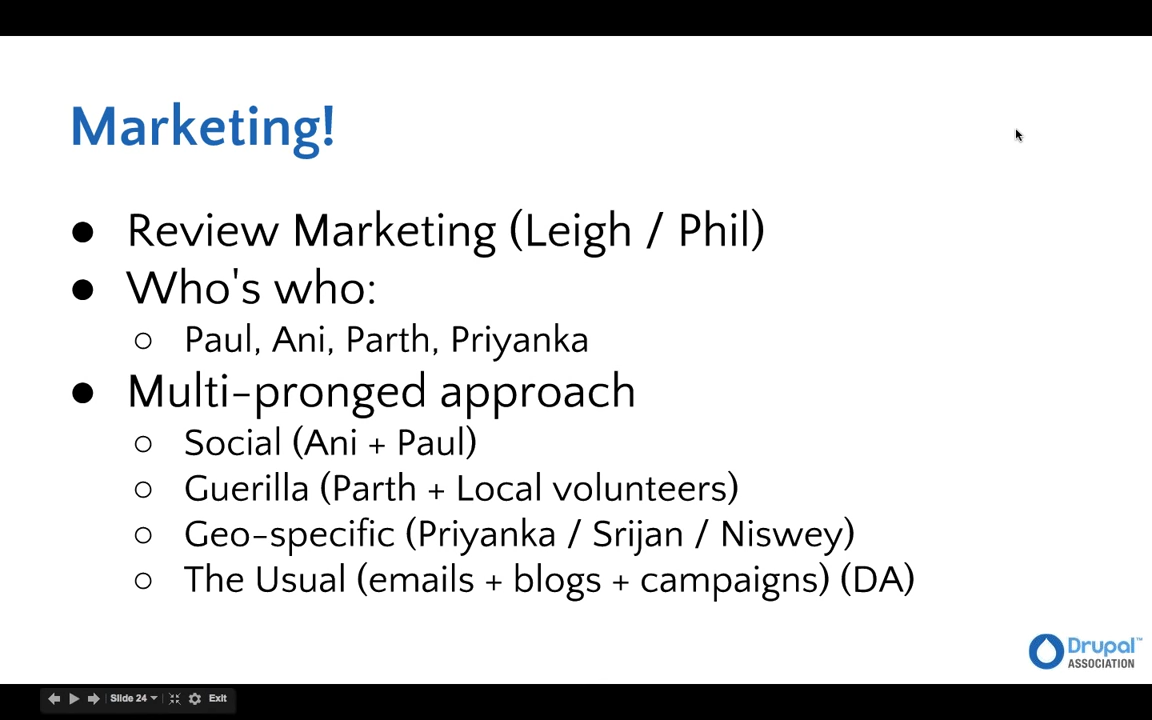 Marketing!
● Review Marketing (Leigh / Phil)
● Who's who:
○ Paul, Ani, Parth, Priyanka
● Multi-pronged approach
○ Social (Ani + Paul)
○ Guerilla (Parth + Local volunteers)
○ Geo-specific (Priyanka / Srijan / Niswey)
○ The Usual (emails + blogs + campaigns) (DA)
Drupal™
ASSOCIATION
Slide 24 Exit